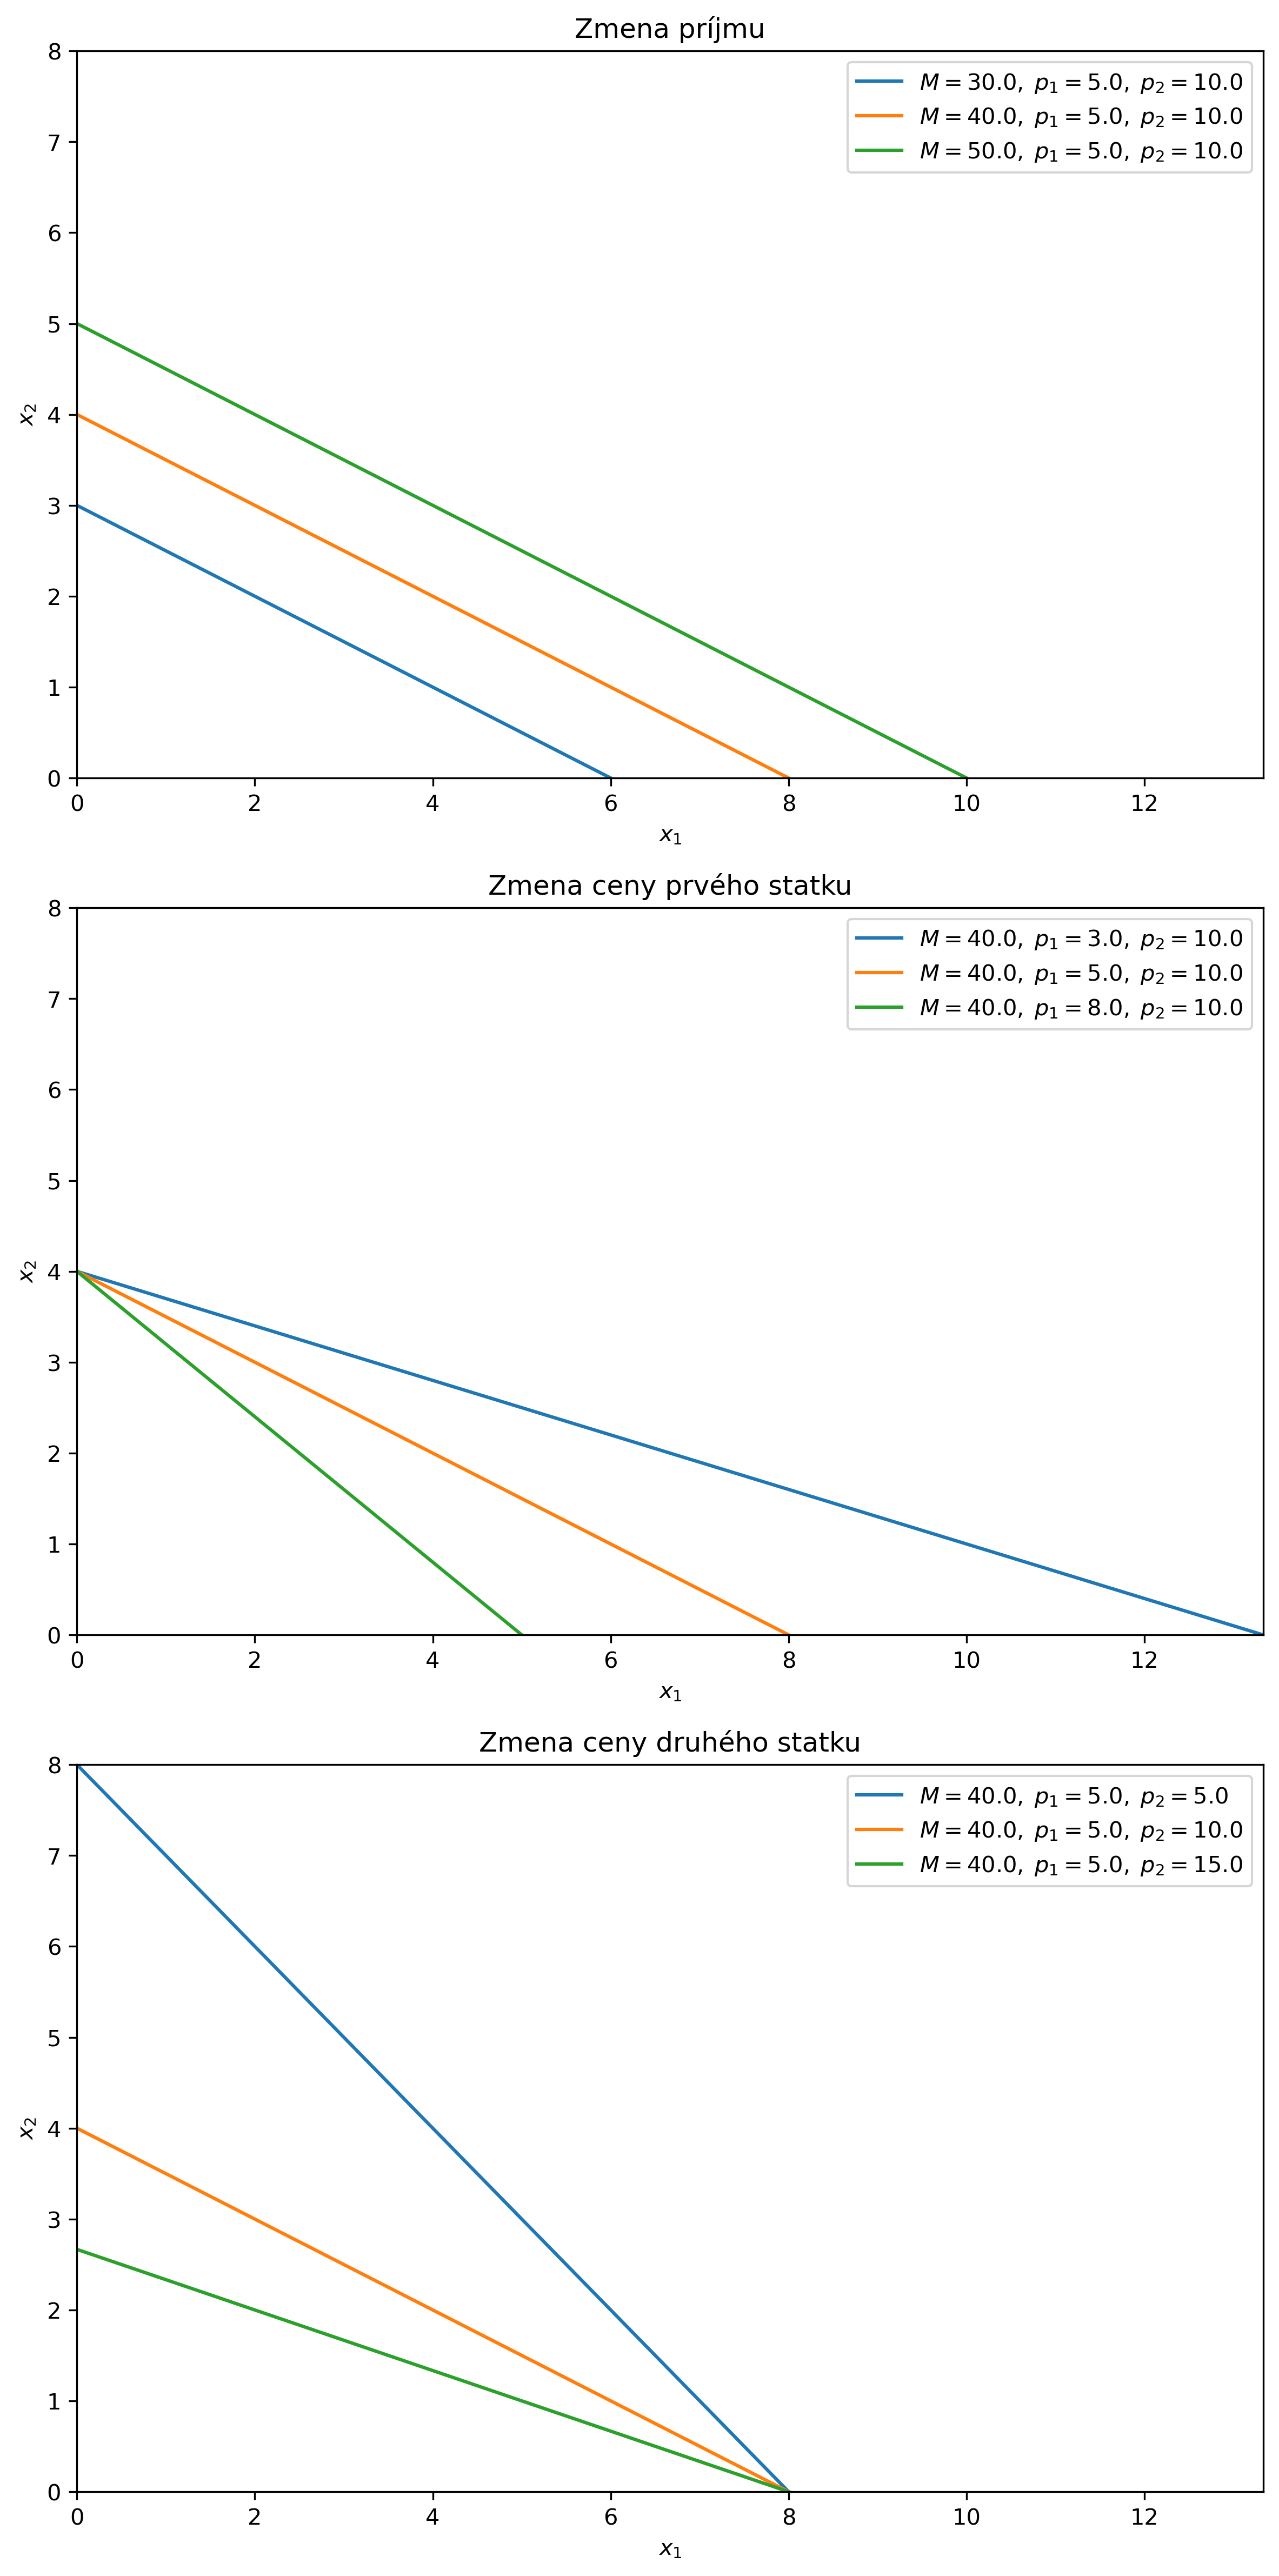 Zmena príjmu
M = 30.0, p₁ = 5.0, p₂ = 10.0
M = 40.0, p₁ = 5.0, p₂ = 10.0
M = 50.0, p₁ = 5.0, p₂ = 10.0
8
7
6
5
4
3
2
1
0
x₂
0 2 4 6 8 10 12
x₁
Zmena ceny prvého statku
M = 40.0, p₁ = 3.0, p₂ = 10.0
M = 40.0, p₁ = 5.0, p₂ = 10.0
M = 40.0, p₁ = 8.0, p₂ = 10.0
8
7
6
5
4
3
2
1
0
x₂
0 2 4 6 8 10 12
x₁
Zmena ceny druhého statku
M = 40.0, p₁ = 5.0, p₂ = 5.0
M = 40.0, p₁ = 5.0, p₂ = 10.0
M = 40.0, p₁ = 5.0, p₂ = 15.0
8
7
6
5
4
3
2
1
0
x₂
0 2 4 6 8 10 12
x₁